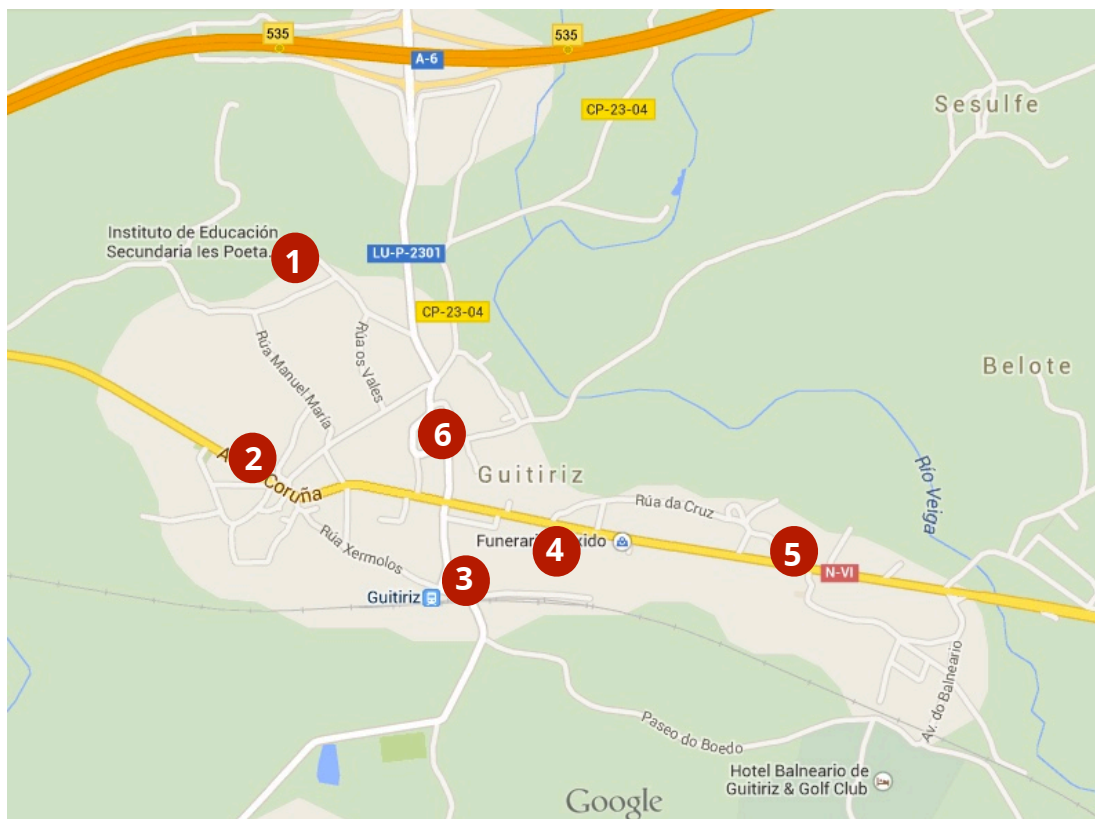 535
535
A-6
CP-23-04
Sesulfe
Instituto de Educación
Secundaria Ies Poeta.
1
LU-P-2301
CP-23-04
Rúa os Vales
Rúa Manuel María
Belote
6
2
A
Coruña
Guitiriz
Río Veiga
Rúa da Cruz
Rúa Xermolos
4
5
3
N-VI
Guitiriz
Av. do Balneario
Paseo do Boedo
Hotel Balneario de
Guitiriz & Golf Club
Google